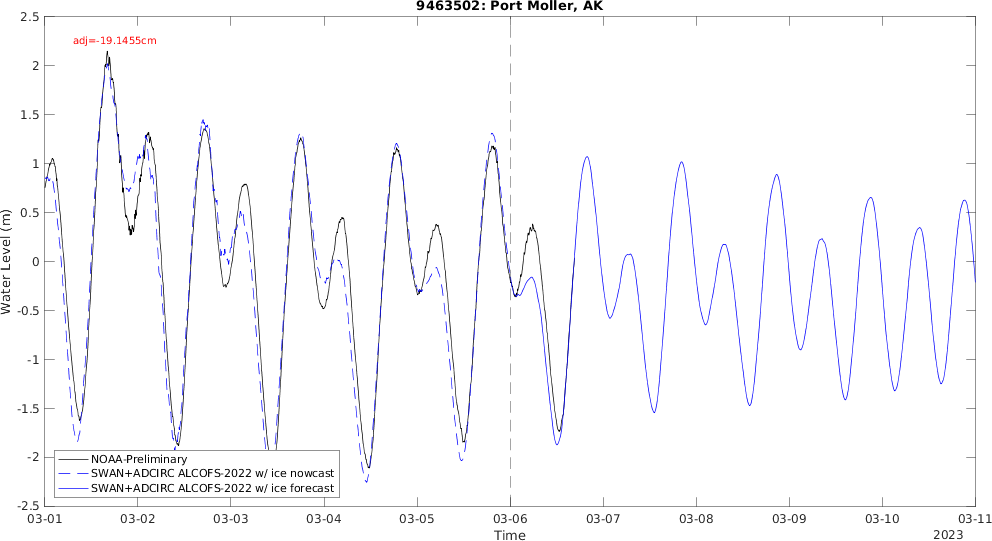 9463502: Port Moller, AK
adj=-19.1455cm
Water Level (m)
2.5
2
1.5
1
0.5
0
-0.5
-1
-1.5
-2
-2.5
NOAA-Preliminary
SWAN+ADCIRC ALCOFS-2022 w/ ice nowcast
SWAN+ADCIRC ALCOFS-2022 w/ ice forecast
03-01 03-02 03-03 03-04 03-05 03-06 03-07 03-08 03-09 03-10 03-11
Time
2023